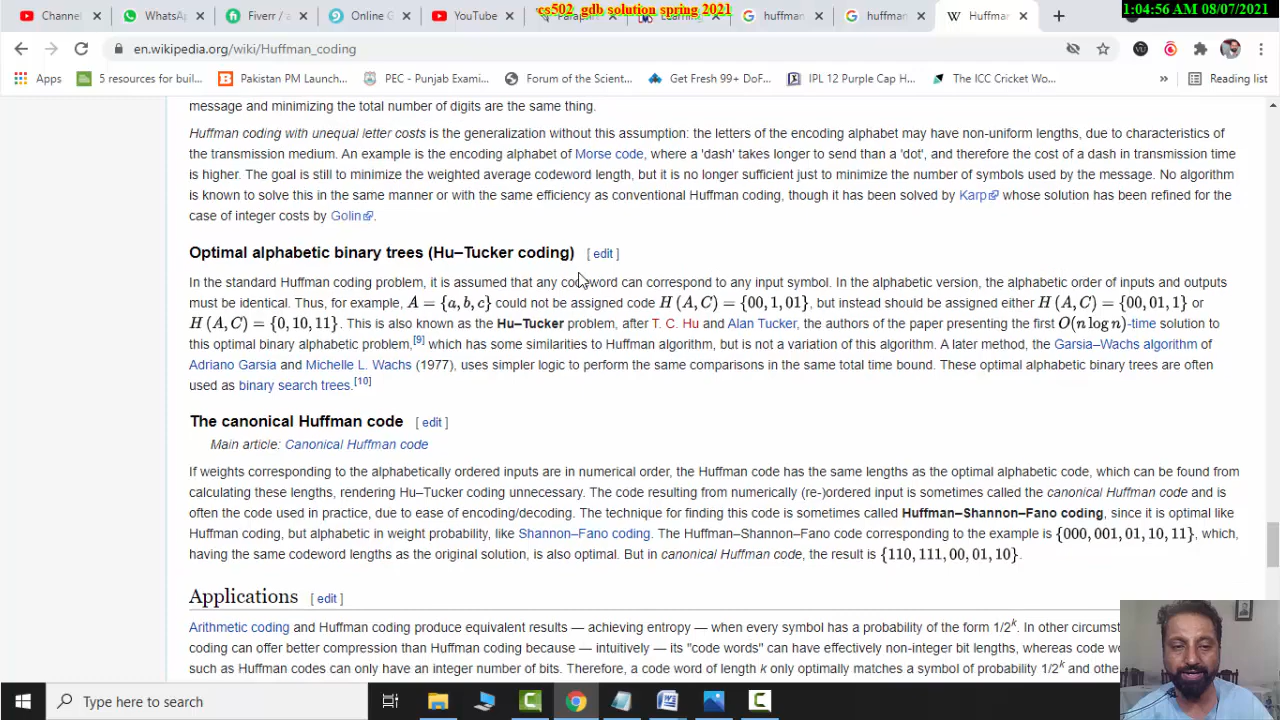 cs502_gdb solution spring 2021
1:04:56 AM 08/07/2021
Channel
WhatsA
Fiverr / a
Online G
YouTube
Paragra
Learning
huffman
huffman
Huffma
en.wikipedia.org/wiki/Huffman_coding
Apps
5 resources for buil...
Pakistan PM Launch...
PEC - Punjab Exami...
Forum of the Scient...
Get Fresh 99+ DoF...
IPL 12 Purple Cap H...
The ICC Cricket Wo...
»
Reading list
message and minimizing the total number of digits are the same thing.
Huffman coding with unequal letter costs is the generalization without this assumption: the letters of the encoding alphabet may have non-uniform lengths, due to characteristics of
the transmission medium. An example is the encoding alphabet of Morse code, where a 'dash' takes longer to send than a 'dot', and therefore the cost of a dash in transmission time
is higher. The goal is still to minimize the weighted average codeword length, but it is no longer sufficient just to minimize the number of symbols used by the message. No algorithm
is known to solve this in the same manner or with the same efficiency as conventional Huffman coding, though it has been solved by Karp whose solution has been refined for the
case of integer costs by Golin.
Optimal alphabetic binary trees (Hu–Tucker coding) [ edit ]
In the standard Huffman coding problem, it is assumed that any codeword can correspond to any input symbol. In the alphabetic version, the alphabetic order of inputs and outputs
must be identical. Thus, for example, A = {a, b, c} could not be assigned code H (A, C) = {00, 1, 01}, but instead should be assigned either H (A, C) = {00, 01, 1} or
H (A, C) = {0, 10, 11}. This is also known as the Hu–Tucker problem, after T. C. Hu and Alan Tucker, the authors of the paper presenting the first O(n log n)-time solution to
this optimal binary alphabetic problem,[9] which has some similarities to Huffman algorithm, but is not a variation of this algorithm. A later method, the Garsia–Wachs algorithm of
Adriano Garsia and Michelle L. Wachs (1977), uses simpler logic to perform the same comparisons in the same total time bound. These optimal alphabetic binary trees are often
used as binary search trees.[10]
The canonical Huffman code [ edit ]
Main article: Canonical Huffman code
If weights corresponding to the alphabetically ordered inputs are in numerical order, the Huffman code has the same lengths as the optimal alphabetic code, which can be found from
calculating these lengths, rendering Hu–Tucker coding unnecessary. The code resulting from numerically (re-)ordered input is sometimes called the canonical Huffman code and is
often the code used in practice, due to ease of encoding/decoding. The technique for finding this code is sometimes called Huffman–Shannon–Fano coding, since it is optimal like
Huffman coding, but alphabetic in weight probability, like Shannon–Fano coding. The Huffman–Shannon–Fano code corresponding to the example is {000, 001, 01, 10, 11}, which,
having the same codeword lengths as the original solution, is also optimal. But in canonical Huffman code, the result is {110, 111, 00, 01, 10}.
Applications [ edit ]
Arithmetic coding and Huffman coding produce equivalent results — achieving entropy — when every symbol has a probability of the form 1/2k. In other circumst
coding can offer better compression than Huffman coding because — intuitively — its "code words" can have effectively non-integer bit lengths, whereas code wo
such as Huffman codes can only have an integer number of bits. Therefore, a code word of length k only optimally matches a symbol of probability 1/2k and othe
Type here to search